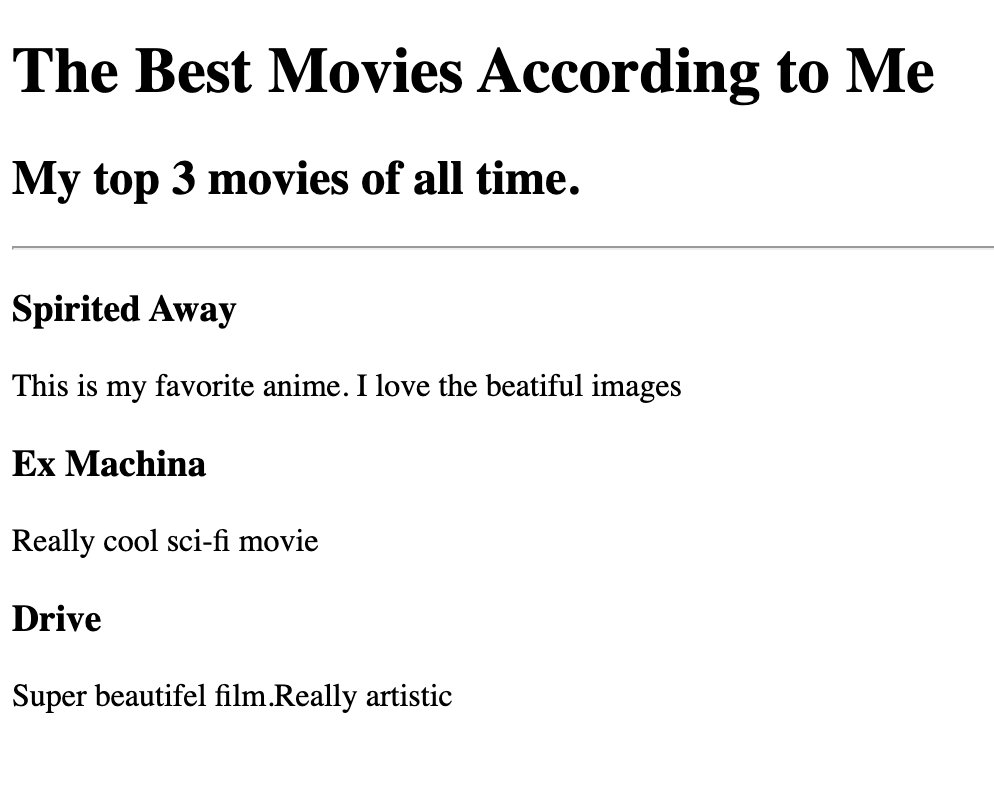 The Best Movies According to Me
My top 3 movies of all time.
Spirited Away
This is my favorite anime. I love the beatiful images
Ex Machina
Really cool sci-fi movie
Drive
Super beautifel film.Really artistic